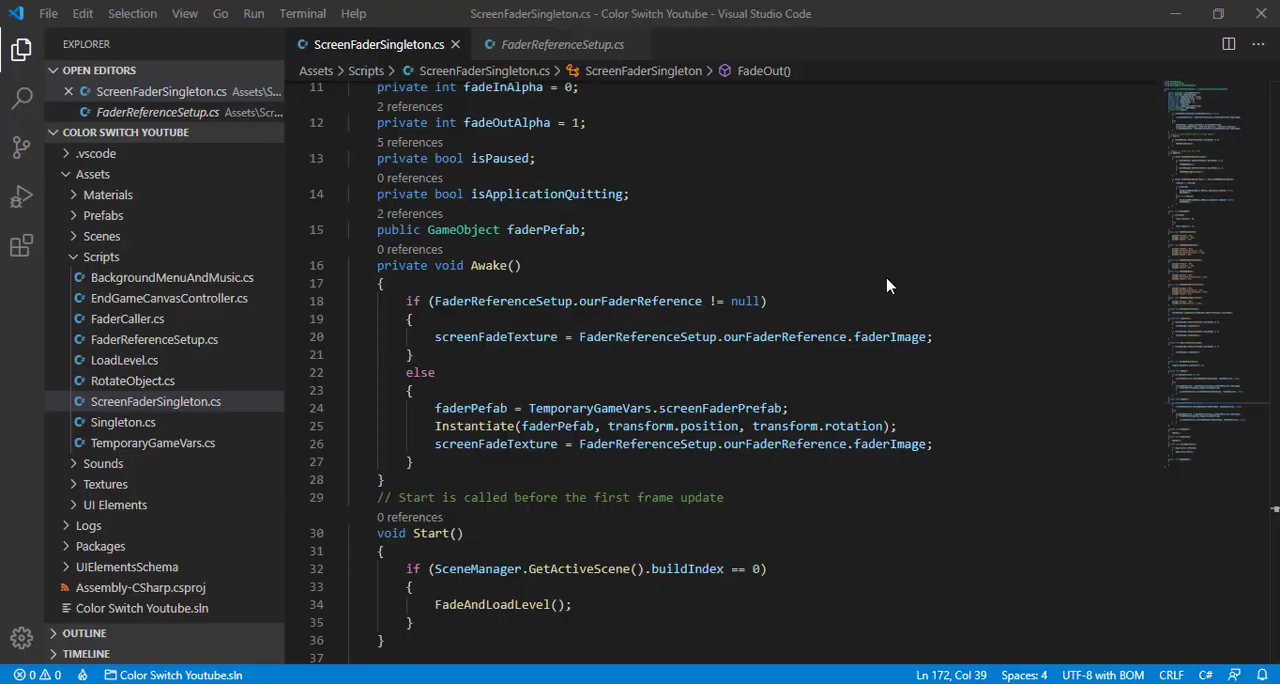 File Edit Selection View Go Run Terminal Help
ScreenFaderSingleton.cs - Color Switch Youtube - Visual Studio Code
EXPLORER
OPEN EDITORS
ScreenFaderSingleton.cs Assets\S...
FaderReferenceSetup.cs Assets\Scr...
COLOR SWITCH YOUTUBE
.vscode
Assets
Materials
Prefabs
Scenes
Scripts
BackgroundMenuAndMusic.cs
EndGameCanvasController.cs
FaderCaller.cs
FaderReferenceSetup.cs
LoadLevel.cs
RotateObject.cs
ScreenFaderSingleton.cs
Singleton.cs
TemporaryGameVars.cs
Sounds
Textures
UI Elements
Logs
Packages
UIElementsSchema
Assembly-CSharp.csproj
Color Switch Youtube.sln
OUTLINE
TIMELINE
ScreenFaderSingleton.cs
FaderReferenceSetup.cs
Assets > Scripts > ScreenFaderSingleton.cs > ScreenFaderSingleton > FadeOut()
11 private int fadeInAlpha = 0;
2 references
12 private int fadeOutAlpha = 1;
5 references
13 private bool isPaused;
0 references
14 private bool isApplicationQuitting;
2 references
15 public GameObject faderPefab;
0 references
16 private void Awake()
17 {
18 if (FaderReferenceSetup.ourFaderReference != null)
19 {
20 screenFadeTexture = FaderReferenceSetup.ourFaderReference.faderImage;
21 }
22 else
23 {
24 faderPefab = TemporaryGameVars.screenFaderPrefab;
25 Instantiate(faderPefab, transform.position, transform.rotation);
26 screenFadeTexture = FaderReferenceSetup.ourFaderReference.faderImage;
27 }
28 }
29 // Start is called before the first frame update
0 references
30 void Start()
31 {
32 if (SceneManager.GetActiveScene().buildIndex == 0)
33 {
34 FadeAndLoadLevel();
35 }
36 }
37
0 0 Color Switch Youtube.sln Ln 172, Col 39 Spaces: 4 UTF-8 with BOM CRLF C#